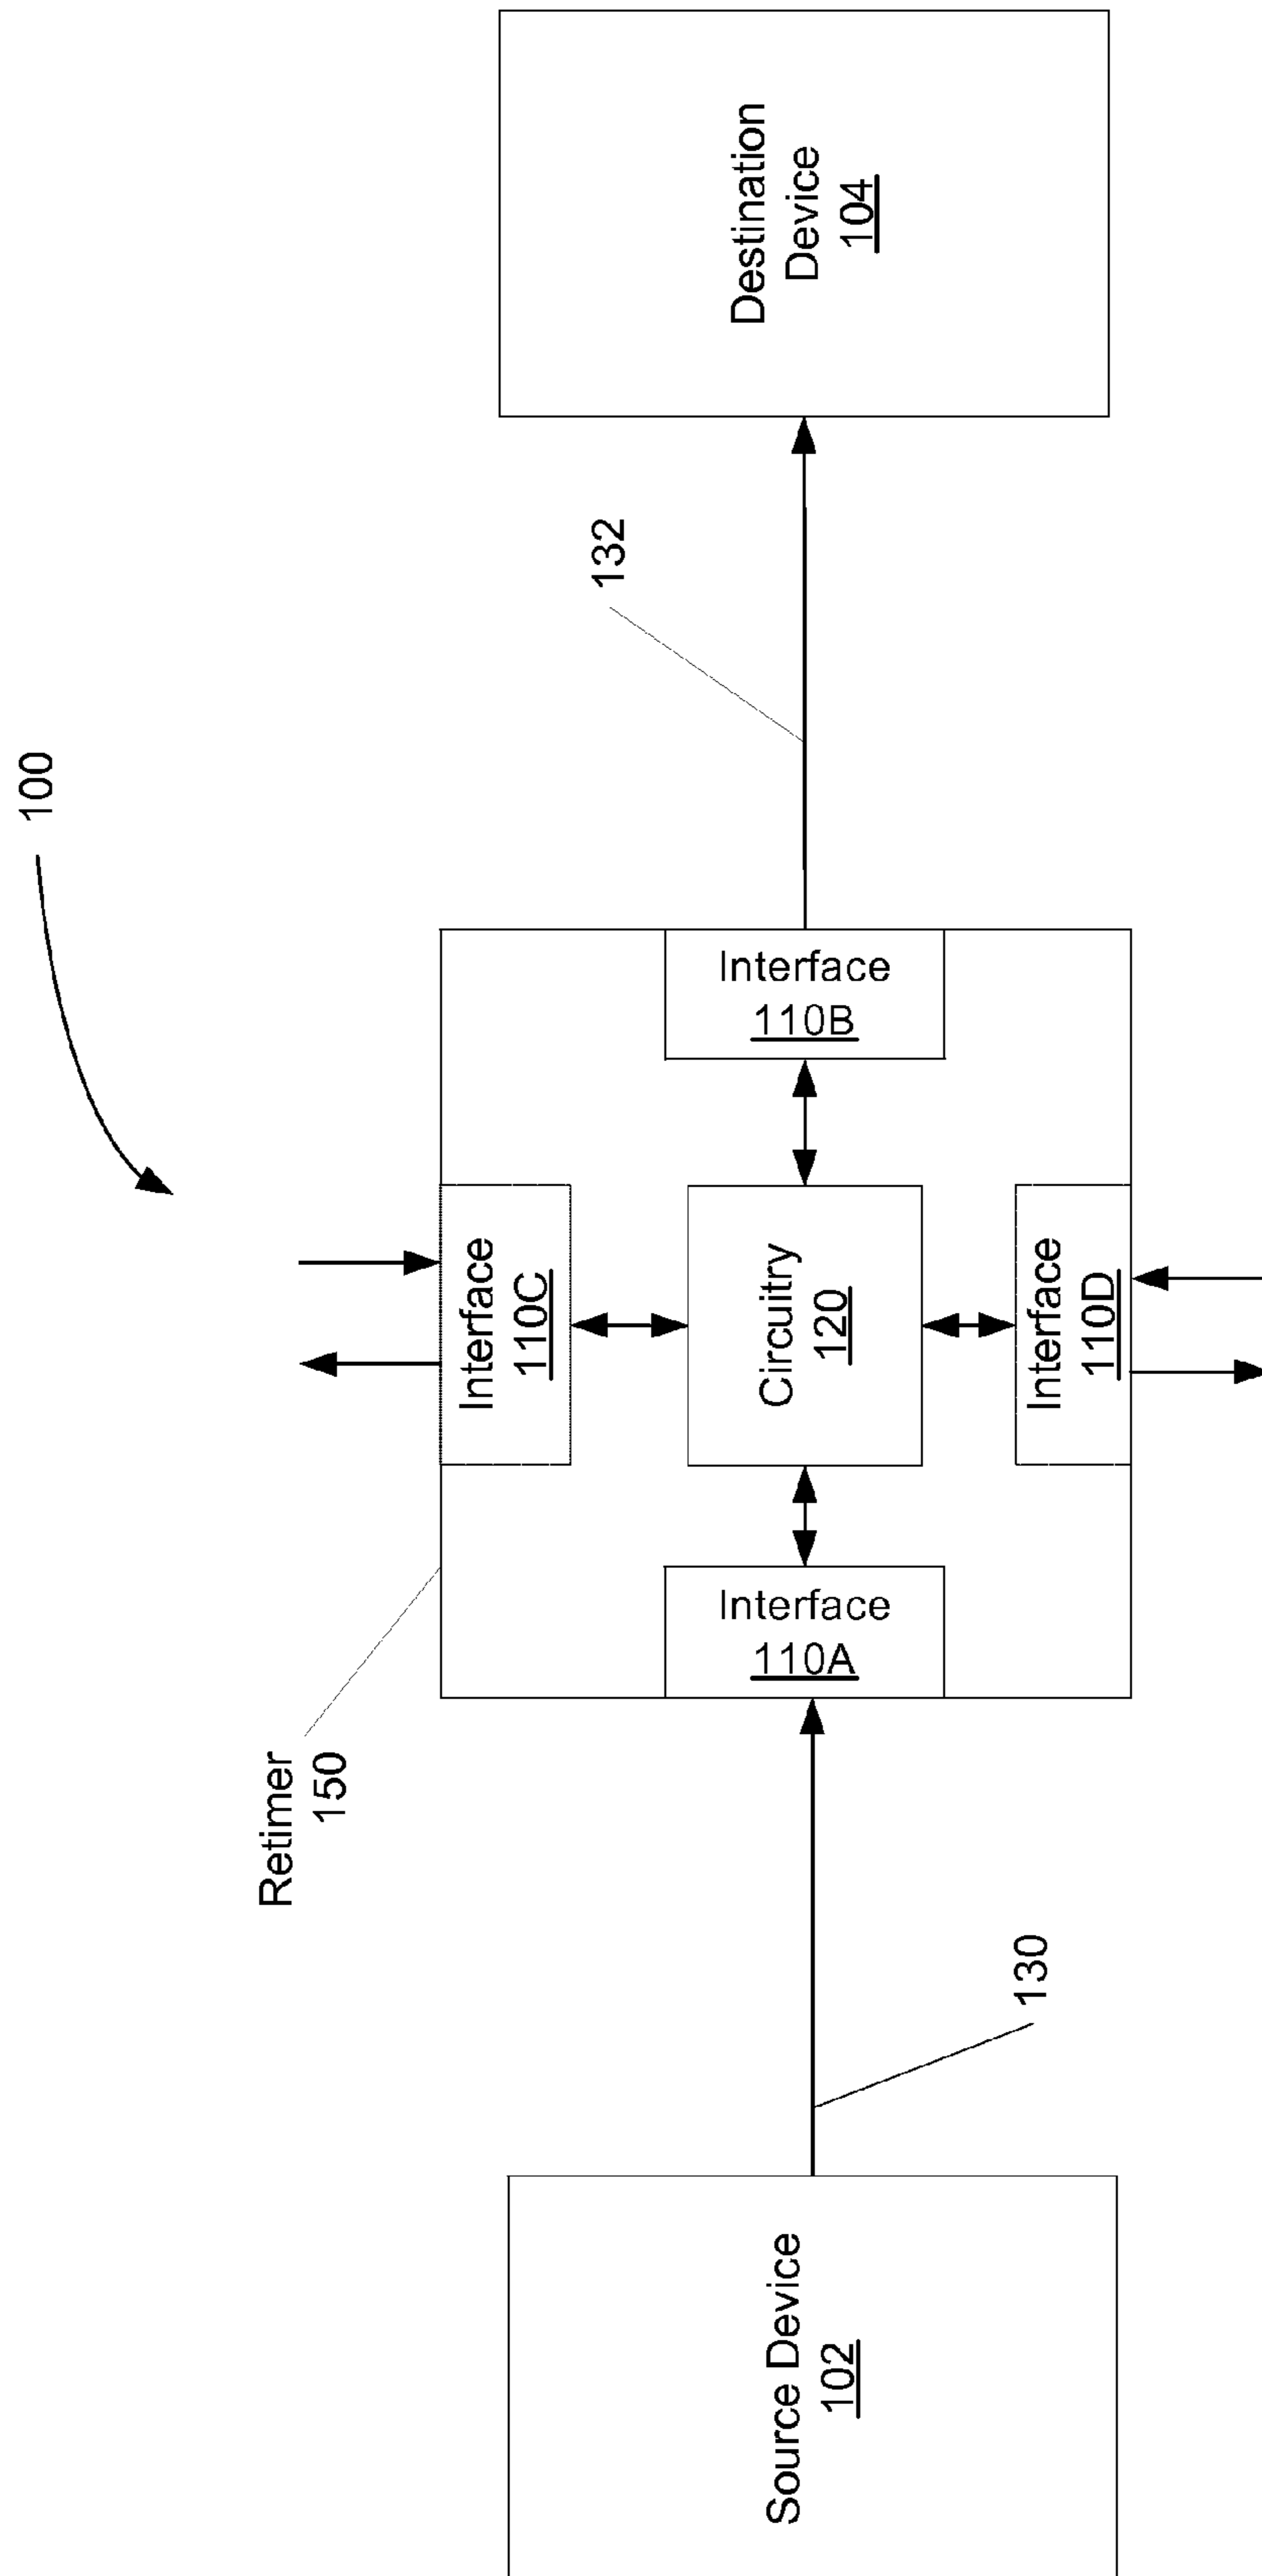 100
Retimer
150
Interface
110C
Source Device
102
130
Interface
110A
Circuitry
120
Interface
110B
132
Destination
Device
104
Interface
110D